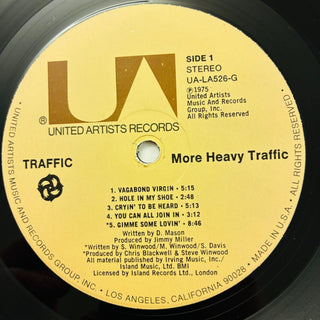 UA
®
UNITED ARTISTS RECORDS
SIDE 1
STEREO
UA-LA526-G
℗1975
United Artists
Music And Records
Group, Inc.
All Rights Reserved.
TRAFFIC
More Heavy Traffic
1. VAGABOND VIRGIN • 5:15
2. HOLE IN MY SHOE • 2:48
3. CRYIN' TO BE HEARD • 5:14
4. YOU CAN ALL JOIN IN • 3:12
*5. GIMME SOME LOVIN' • 8:46
Written by D. Mason
Produced by Jimmy Miller
*Written by S. Winwood/M. Winwood/S. Davis
*Produced by Chris Blackwell & Steve Winwood
All material published by Irving Music, Inc./
Island Music, Ltd. BMI
Licensed by Island Records Ltd., London
• UNITED ARTISTS MUSIC AND RECORDS GROUP, INC. • LOS ANGELES, CALIFORNIA 90028 • MADE IN U.S.A. •